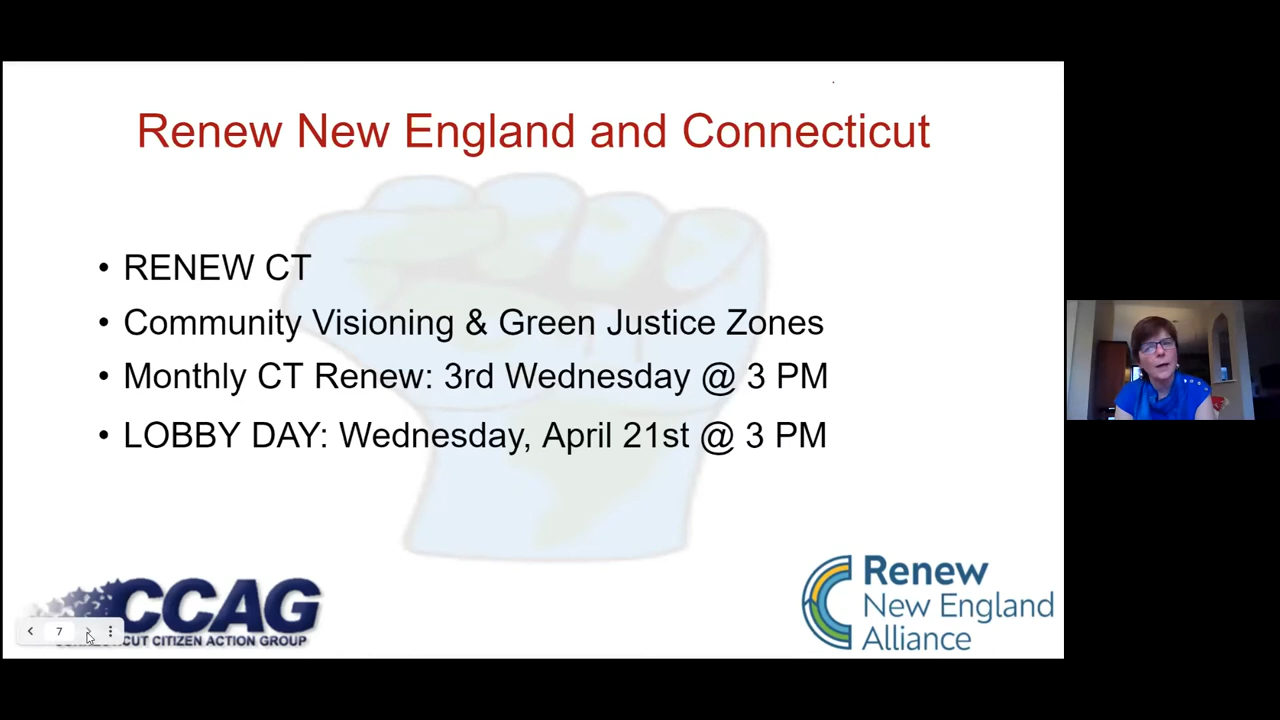 Renew New England and Connecticut
• RENEW CT
• Community Visioning & Green Justice Zones
• Monthly CT Renew: 3rd Wednesday @ 3 PM
• LOBBY DAY: Wednesday, April 21st @ 3 PM
CCAG
CUT CITIZEN ACTION GROUP
7
Renew
New England
Alliance